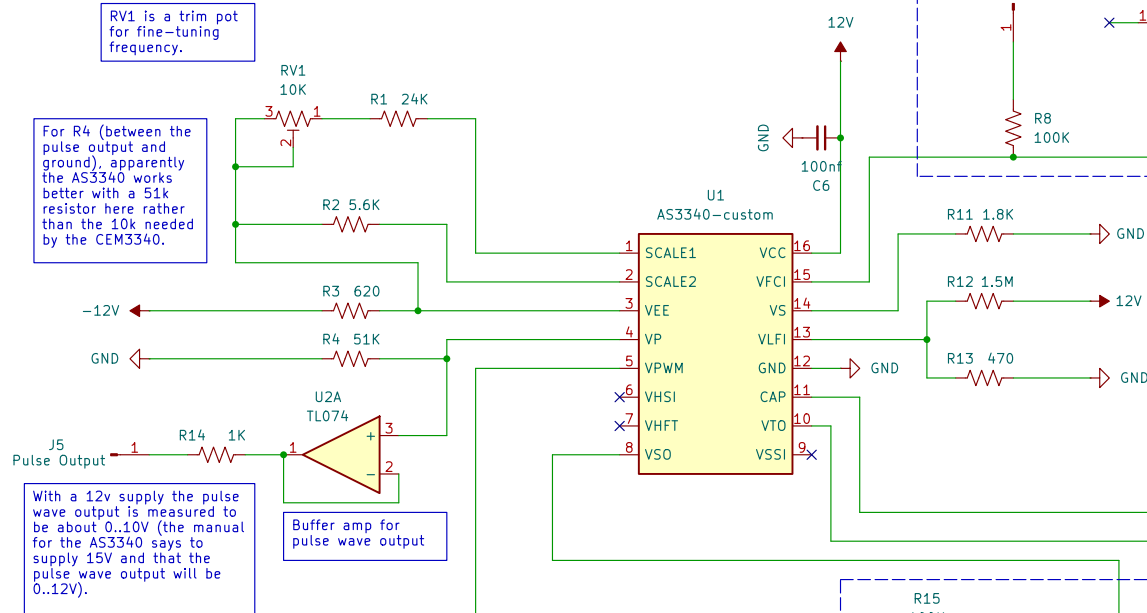 RV1 is a trim pot
for fine-tuning
frequency.
12V
1
1
RV1
10K
3
1
2
R1 24K
R8
100K
GND
100nf
C6
For R4 (between the
pulse output and
ground), apparently
the AS3340 works
better with a 51k
resistor here rather
than the 10k needed
by the CEM3340.
R2 5.6K
U1
AS3340-custom
R11 1.8K
GND
1 SCALE1
VCC 16
2 SCALE2
VFCI 15
R12 1.5M
12V
-12V
R3 620
3 VEE
VS 14
4 VP
VLFI 13
GND
R4 51K
5 VPWM
GND 12
GND
R13 470
GND
6 VHSI
CAP 11
7 VHFT
VTO 10
8 VSO
VSSI 9
U2A
TL074
3
+
2
-
1
R14 1K
J5
Pulse Output
1
With a 12v supply the pulse
wave output is measured to
be about 0..10V (the manual
for the AS3340 says to
supply 15V and that the
pulse wave output will be
0..12V).
Buffer amp for
pulse wave output
R15